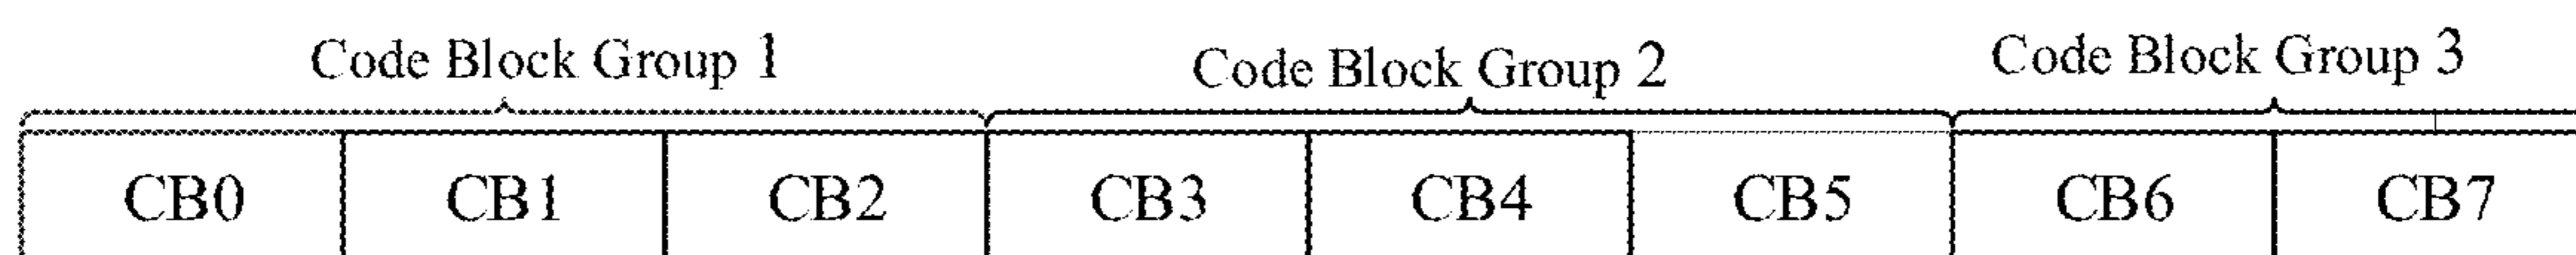 Code Block Group 1 Code Block Group 2 Code Block Group 3
CB0 CB1 CB2 CB3 CB4 CB5 CB6 CB7